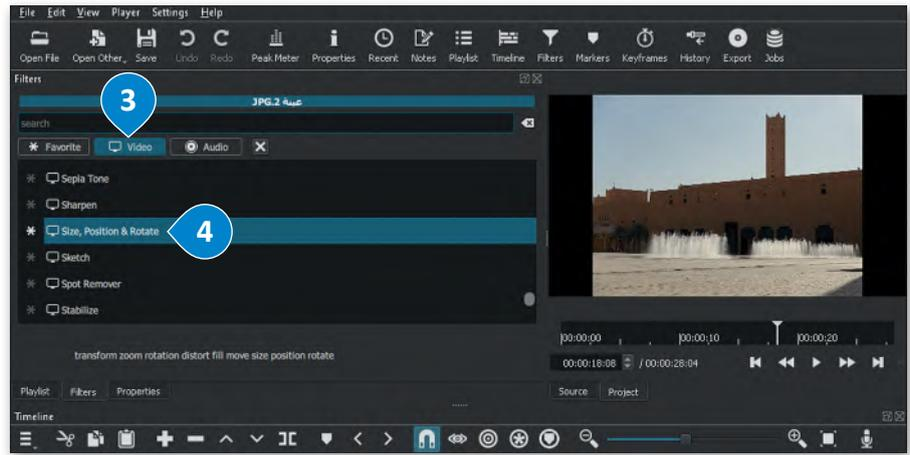 File Edit View Player Settings Help
Open File Open Other.. Save Undo Redo Peak Meter Properties Recent Notes Playlist Timeline Filters Markers Keyframes History Export Jobs
Filters
عينة 2.JPG
3
search
Favorite Video Audio
Sepia Tone
Sharpen
Size, Position & Rotate
4
Sketch
Spot Remover
Stabilize
transform zoom rotation distort fill move size position rotate
00:00:00 00:00:10 00:00:20
00:00:18:08 / 00:00:28:04
Playlist Filters Properties
Source Project
Timeline